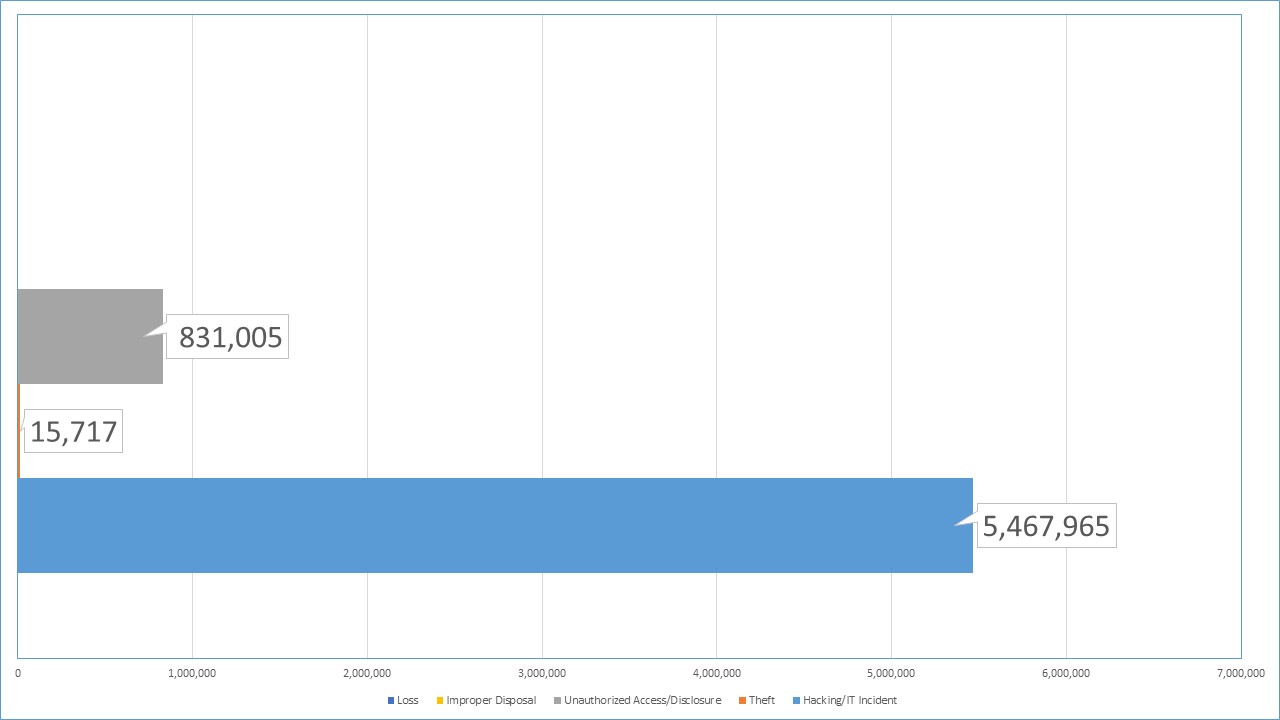 831,005
15,717
5,467,965
0 1,000,000 2,000,000 3,000,000 4,000,000 5,000,000 6,000,000 7,000,000
Loss Improper Disposal Unauthorized Access/Disclosure Theft Hacking/IT Incident